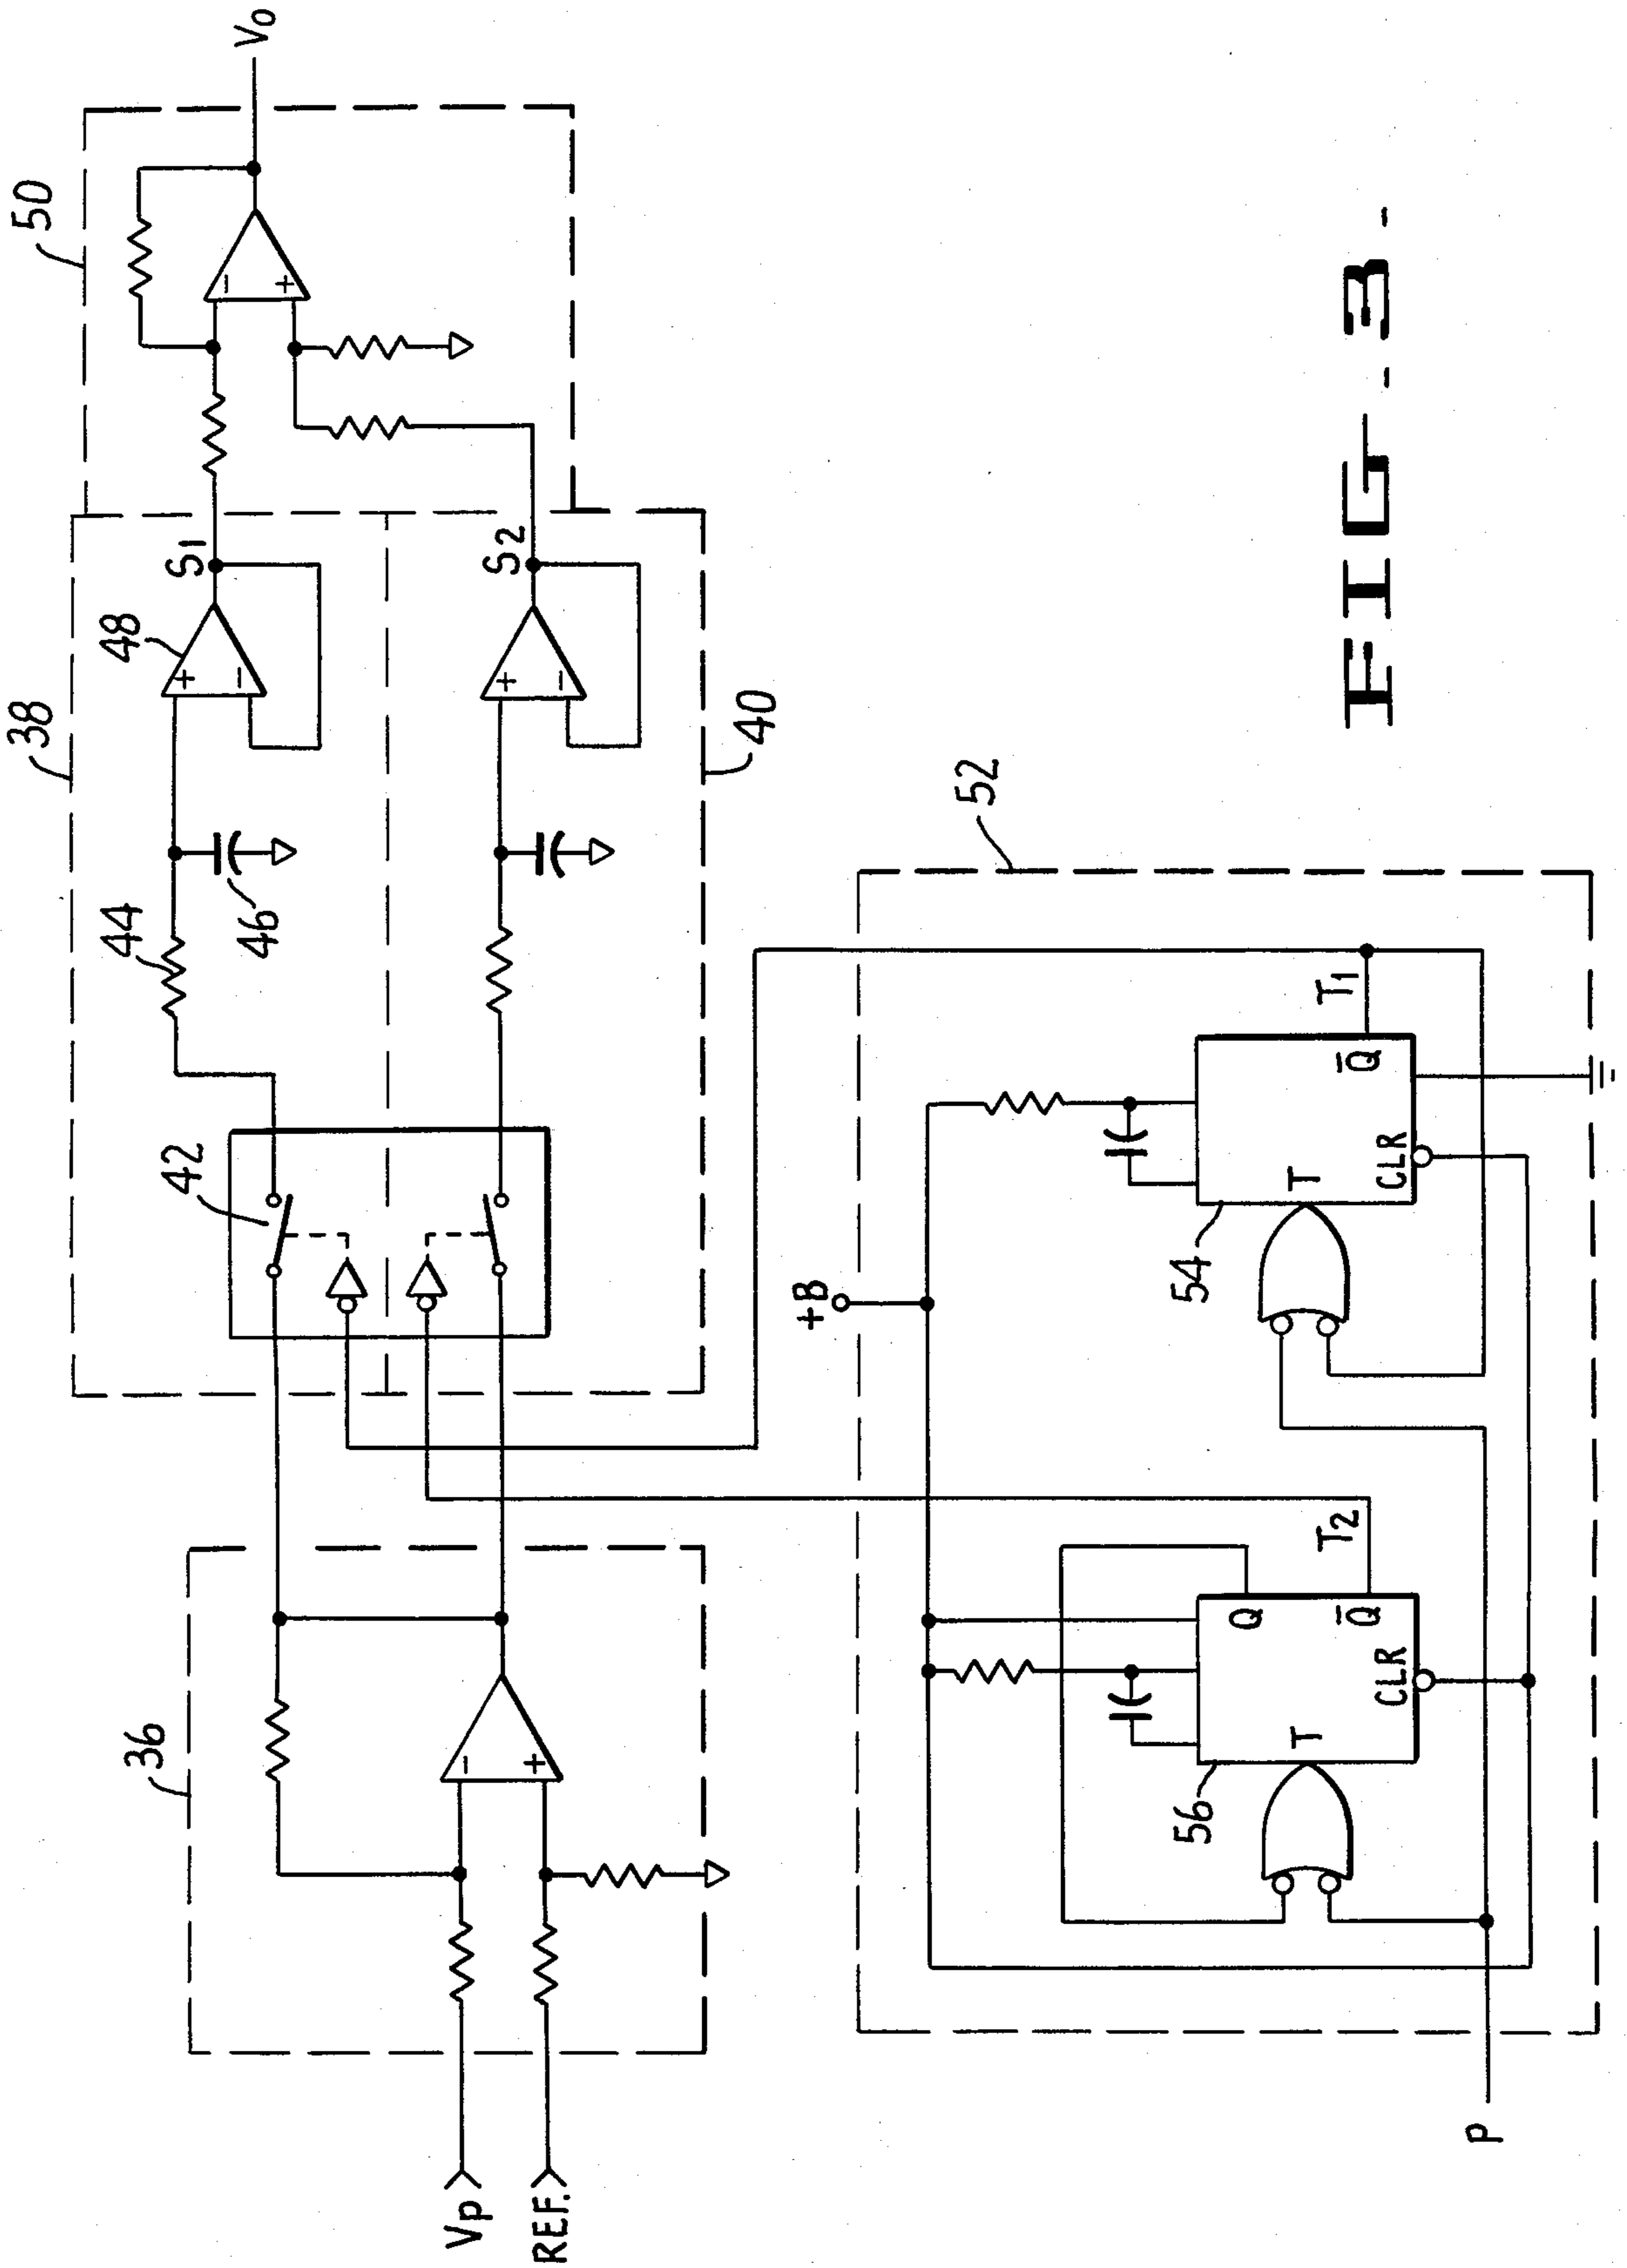 50
VO
38
48
S1
44
46
42
−
+
+
−
36
S2
+
−
40
−
+
Vp
REF.
+B
52
54
T
CLR
Q̅
T1
56
T
CLR
Q
Q̅
T2
P
FIG-3-